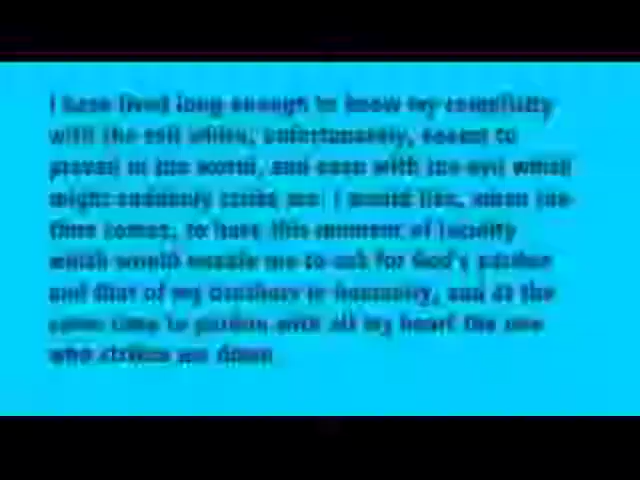 I have lived long enough to know my complicity
with the evil which, unfortunately, seems to
prevail in the world, and even with the evil which
might suddenly strike me. I would like, when the
time comes, to have this moment of lucidity
which would enable me to ask for God's pardon
and that of my brothers in humanity, and at the
same time to pardon with all my heart the one
who strikes me down